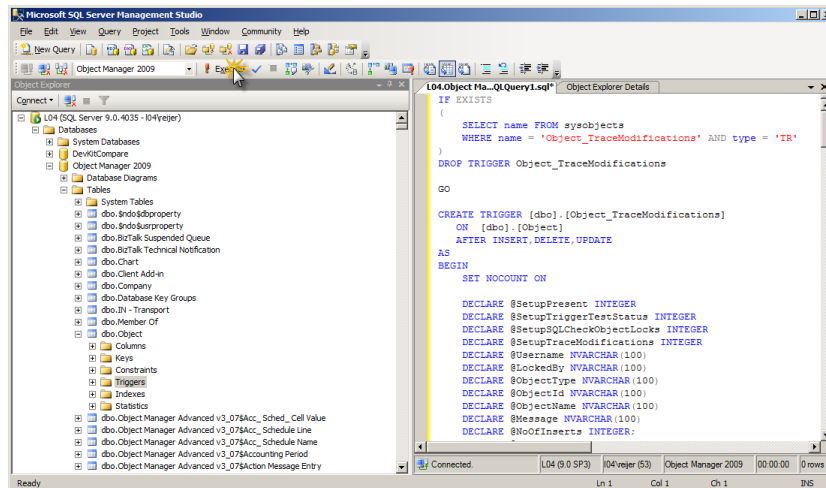 Microsoft SQL Server Management Studio
File Edit View Query Project Tools Window Community Help
New Query
Object Manager 2009
Object Explorer
Connect
L04 (SQL Server 9.0.4035 - l04\reijer)
Databases
System Databases
DevKitCompare
Object Manager 2009
Database Diagrams
Tables
System Tables
dbo.$ndo$dbproperty
dbo.$ndo$usrproperty
dbo.BizTalk Suspended Queue
dbo.BizTalk Technical Notification
dbo.Chart
dbo.Client Add-in
dbo.Company
dbo.Database Key Groups
dbo.IN - Transport
dbo.Member Of
dbo.Object
Columns
Keys
Constraints
Triggers
Indexes
Statistics
dbo.Object Manager Advanced v3_07$Acc_ Sched_ Cell Value
dbo.Object Manager Advanced v3_07$Acc_ Schedule Line
dbo.Object Manager Advanced v3_07$Acc_ Schedule Name
dbo.Object Manager Advanced v3_07$Accounting Period
dbo.Object Manager Advanced v3_07$Action Message Entry
L04.Object Ma...QLQuery1.sql* Object Explorer Details
IF EXISTS
(
SELECT name FROM sysobjects
WHERE name = 'Object_TraceModifications' AND type = 'TR'
)
DROP TRIGGER Object_TraceModifications
GO
CREATE TRIGGER [dbo].[Object_TraceModifications]
ON [dbo].[Object]
AFTER INSERT,DELETE,UPDATE
AS
BEGIN
SET NOCOUNT ON
DECLARE @SetupPresent INTEGER
DECLARE @SetupTriggerTestStatus INTEGER
DECLARE @SetupSQLCheckObjectLocks INTEGER
DECLARE @SetupTraceModifications INTEGER
DECLARE @Username NVARCHAR(100)
DECLARE @LockedBy NVARCHAR(100)
DECLARE @ObjectType NVARCHAR(100)
DECLARE @ObjectId NVARCHAR(100)
DECLARE @ObjectName NVARCHAR(100)
DECLARE @Message NVARCHAR(100)
DECLARE @NoOfInserts INTEGER;
Connected. L04 (9.0 SP3) l04\reijer (53) Object Manager 2009 00:00:00 0 rows
Ready Ln 1 Col 1 Ch 1 INS